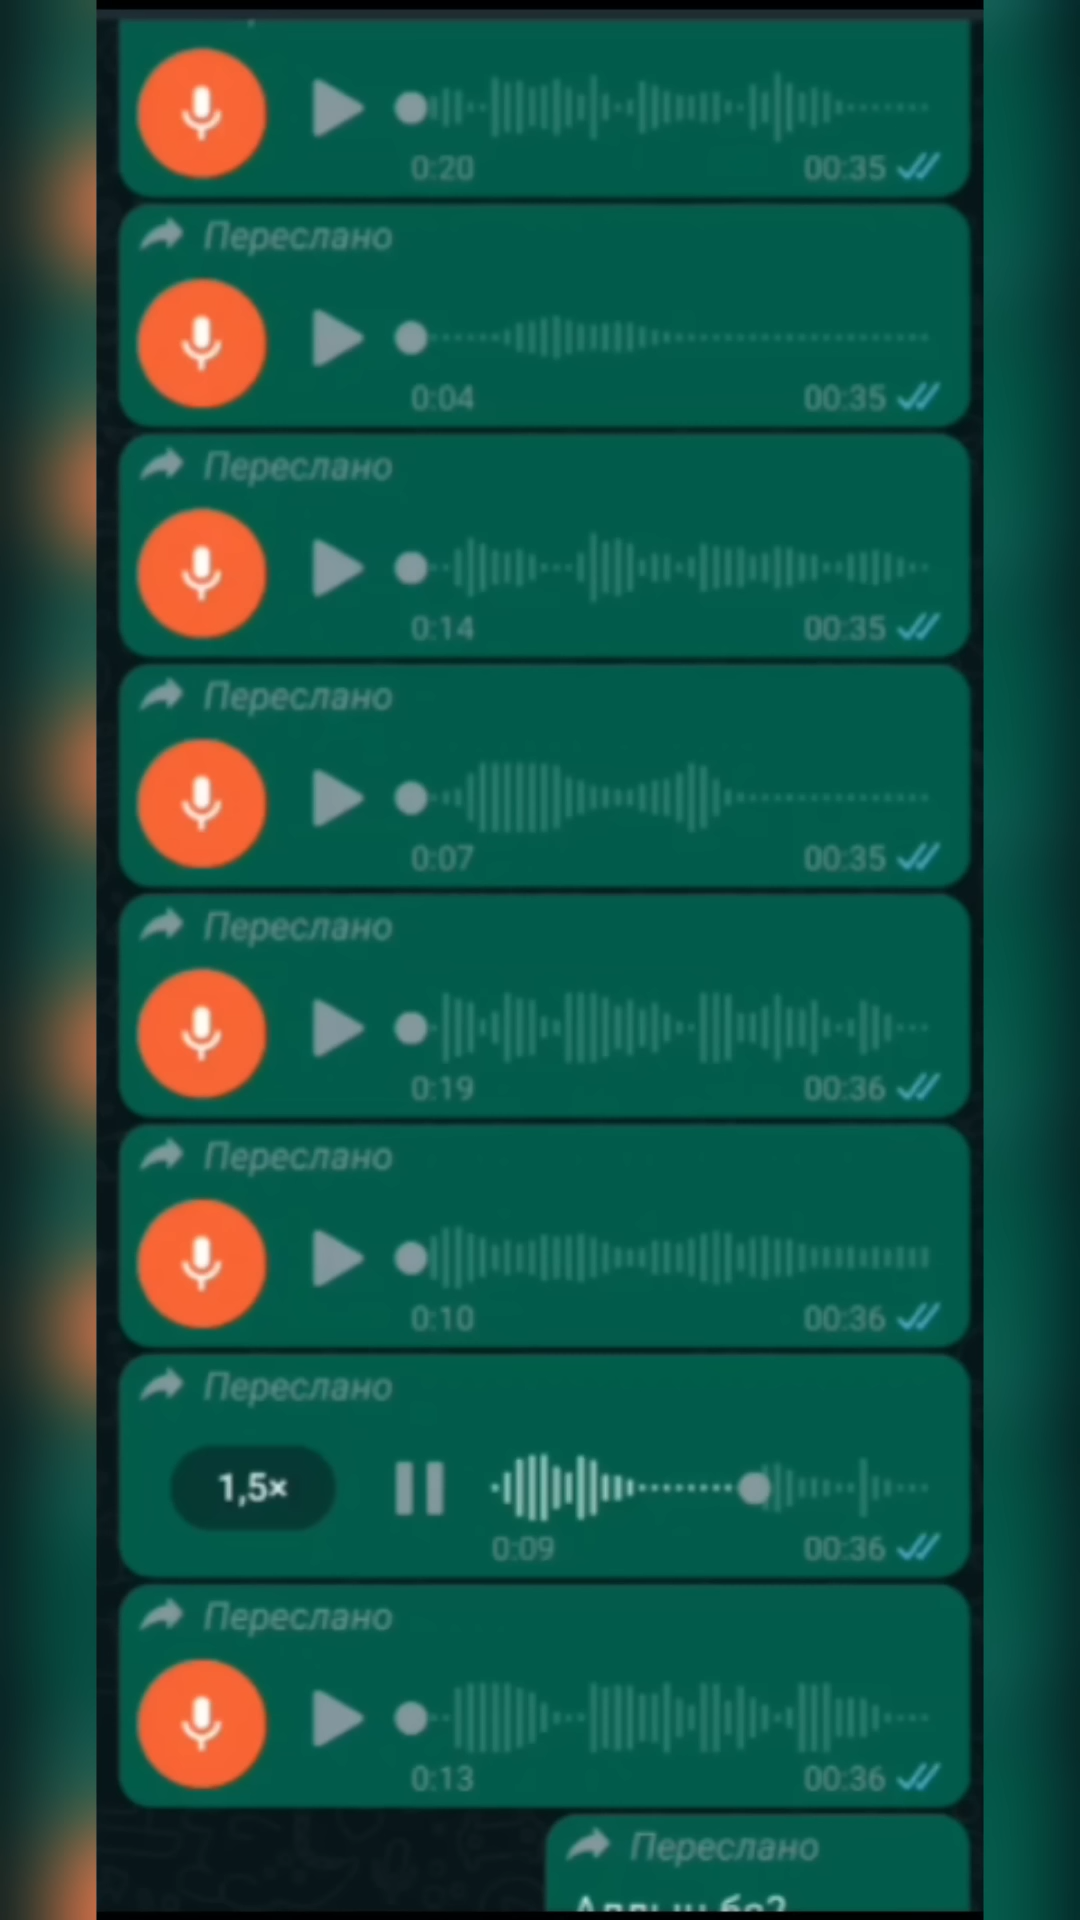 0:20 00:35
Переслано
0:04 00:35
Переслано
0:14 00:35
Переслано
0:07 00:35
Переслано
0:19 00:36
Переслано
0:10 00:36
Переслано
1,5×
0:09 00:36
Переслано
0:13 00:36
Переслано